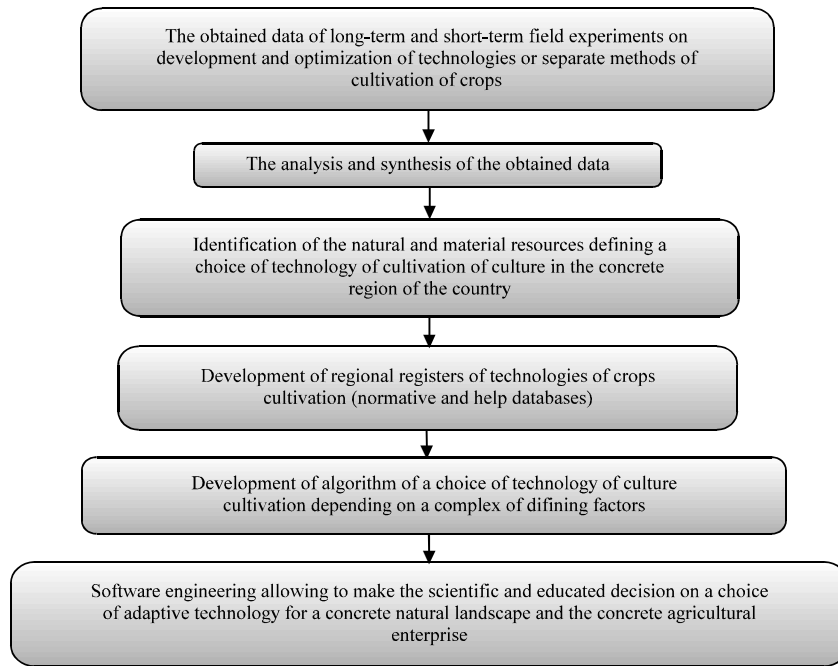 The obtained data of long-term and short-term field experiments on
development and optimization of technologies or separate methods of
cultivation of crops
The analysis and synthesis of the obtained data
Identification of the natural and material resources defining a
choice of technology of cultivation of culture in the concrete
region of the country
Development of regional registers of technologies of crops
cultivation (normative and help databases)
Development of algorithm of a choice of technology of culture
cultivation depending on a complex of difining factors
Software engineering allowing to make the scientific and educated decision on a choice
of adaptive technology for a concrete natural landscape and the concrete agricultural
enterprise